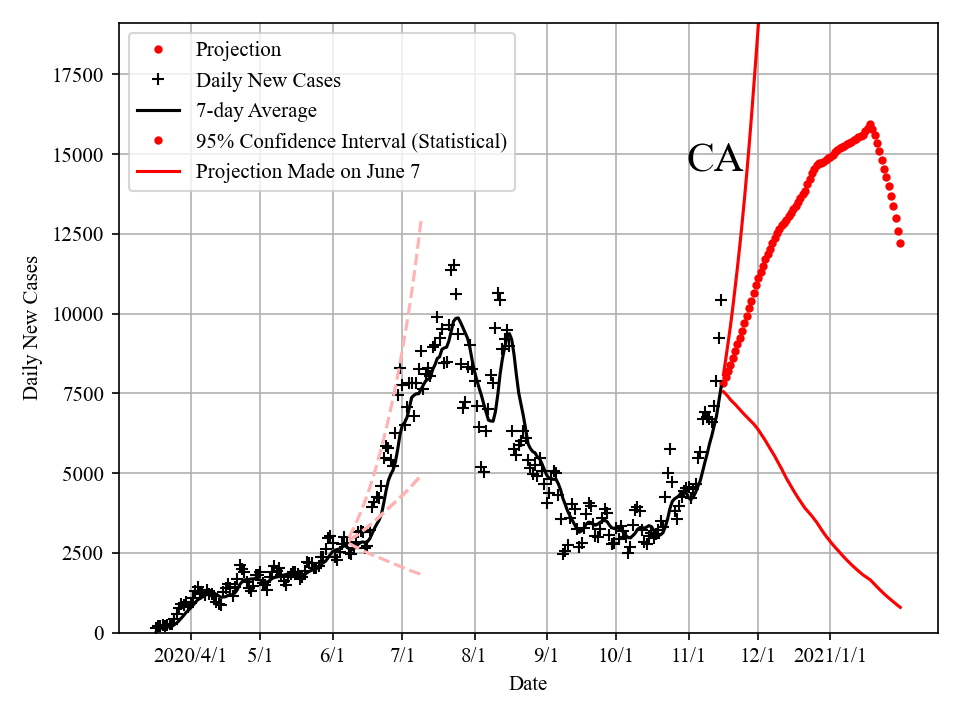 Projection
Daily New Cases
7-day Average
95% Confidence Interval (Statistical)
Projection Made on June 7
CA
17500
15000
12500
10000
7500
5000
2500
0
Daily New Cases
2020/4/1 5/1 6/1 7/1 8/1 9/1 10/1 11/1 12/1 2021/1/1
Date